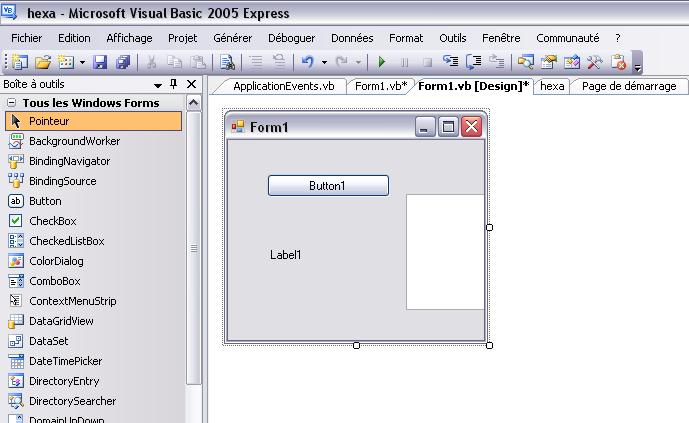 hexa - Microsoft Visual Basic 2005 Express
Fichier Edition Affichage Projet Générer Déboguer Données Format Outils Fenêtre Communauté ?
Boîte à outils
ApplicationEvents.vb Form1.vb* Form1.vb [Design]* hexa Page de démarrage
Tous les Windows Forms
Pointeur
BackgroundWorker
BindingNavigator
BindingSource
ab Button
CheckBox
CheckedListBox
ColorDialog
ComboBox
ContextMenuStrip
DataGridView
DataSet
DateTimePicker
DirectoryEntry
DirectorySearcher
DomainUpDown
Form1
Button1
Label1